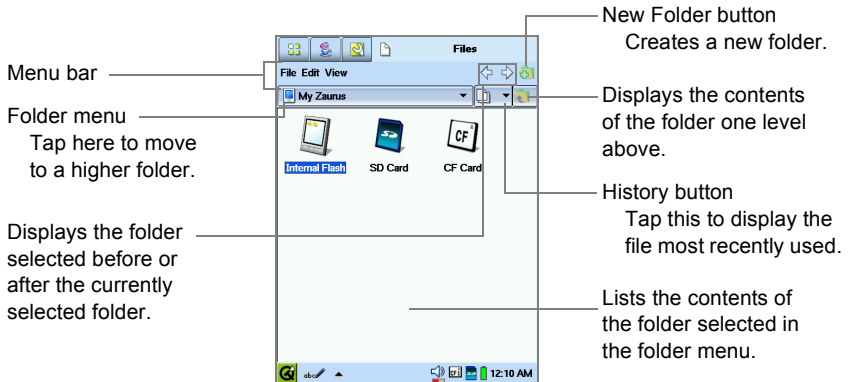 Menu bar
Folder menu
Tap here to move
to a higher folder.
Displays the folder
selected before or
after the currently
selected folder.
Files
File Edit View
My Zaurus
CF
Internal Flash
SD Card
CF Card
abc
CF
12:10 AM
New Folder button
Creates a new folder.
Displays the contents
of the folder one level
above.
History button
Tap this to display the
file most recently used.
Lists the contents of
the folder selected in
the folder menu.